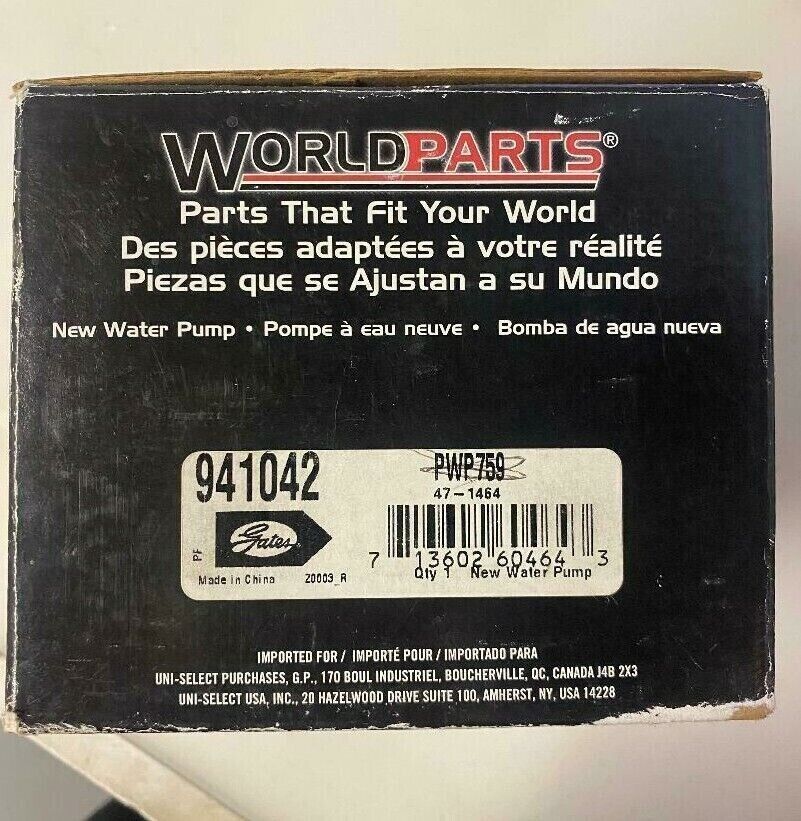 WORLDPARTS®
Parts That Fit Your World
Des pièces adaptées à votre réalité
Piezas que se Ajustan a su Mundo
New Water Pump • Pompe à eau neuve • Bomba de agua nueva
941042
PWP759
47-1464
Gates
PF
7 13602 60464 3
Made in China 20003_R
Qty 1 New Water Pump
IMPORTED FOR / IMPORTÉ POUR / IMPORTADO PARA
UNI-SELECT PURCHASES, G.P., 170 BOUL INDUSTRIEL, BOUCHERVILLE, QC, CANADA J4B 2X3
UNI-SELECT USA, INC., 20 HAZELWOOD DRIVE SUITE 100, AMHERST, NY, USA 14228